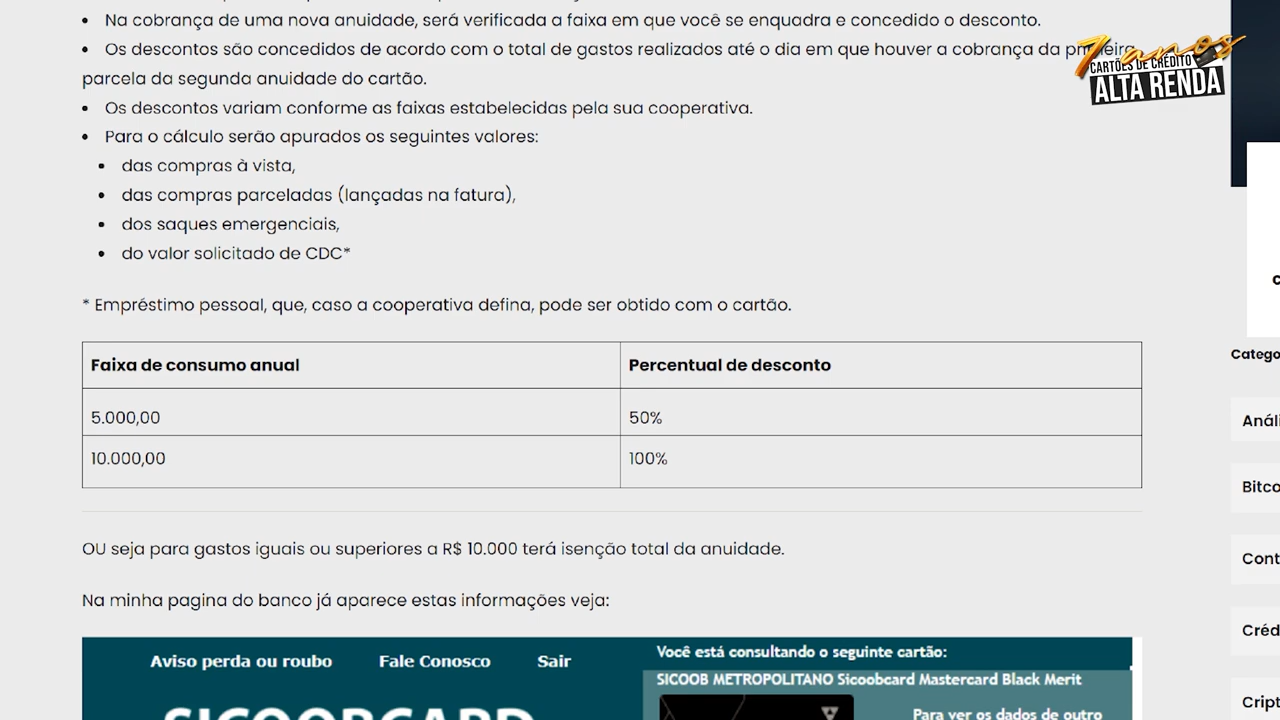 Na cobrança de uma nova anuidade, será verificada a faixa em que você se enquadra e concedido o desconto.
Os descontos são concedidos de acordo com o total de gastos realizados até o dia em que houver a cobrança da primeira
parcela da segunda anuidade do cartão.
Os descontos variam conforme as faixas estabelecidas pela sua cooperativa.
Para o cálculo serão apurados os seguintes valores:
das compras à vista,
das compras parceladas (lançadas na fatura),
dos saques emergenciais,
do valor solicitado de CDC*
* Empréstimo pessoal, que, caso a cooperativa defina, pode ser obtido com o cartão.
Faixa de consumo anual Percentual de desconto
5.000,00 50%
10.000,00 100%
OU seja para gastos iguais ou superiores a R$ 10.000 terá isenção total da anuidade.
Na minha pagina do banco já aparece estas informações veja:
Aviso perda ou roubo Fale Conosco Sair
SICOOBCARD
Você está consultando o seguinte cartão:
SICOOB METROPOLITANO Sicoobcard Mastercard Black Merit
Para ver os dados de outro
7 anos
CARTÕES DE CRÉDITO
ALTA RENDA
c
Catego
Análi
Bitco
Cont
Créd
Cript